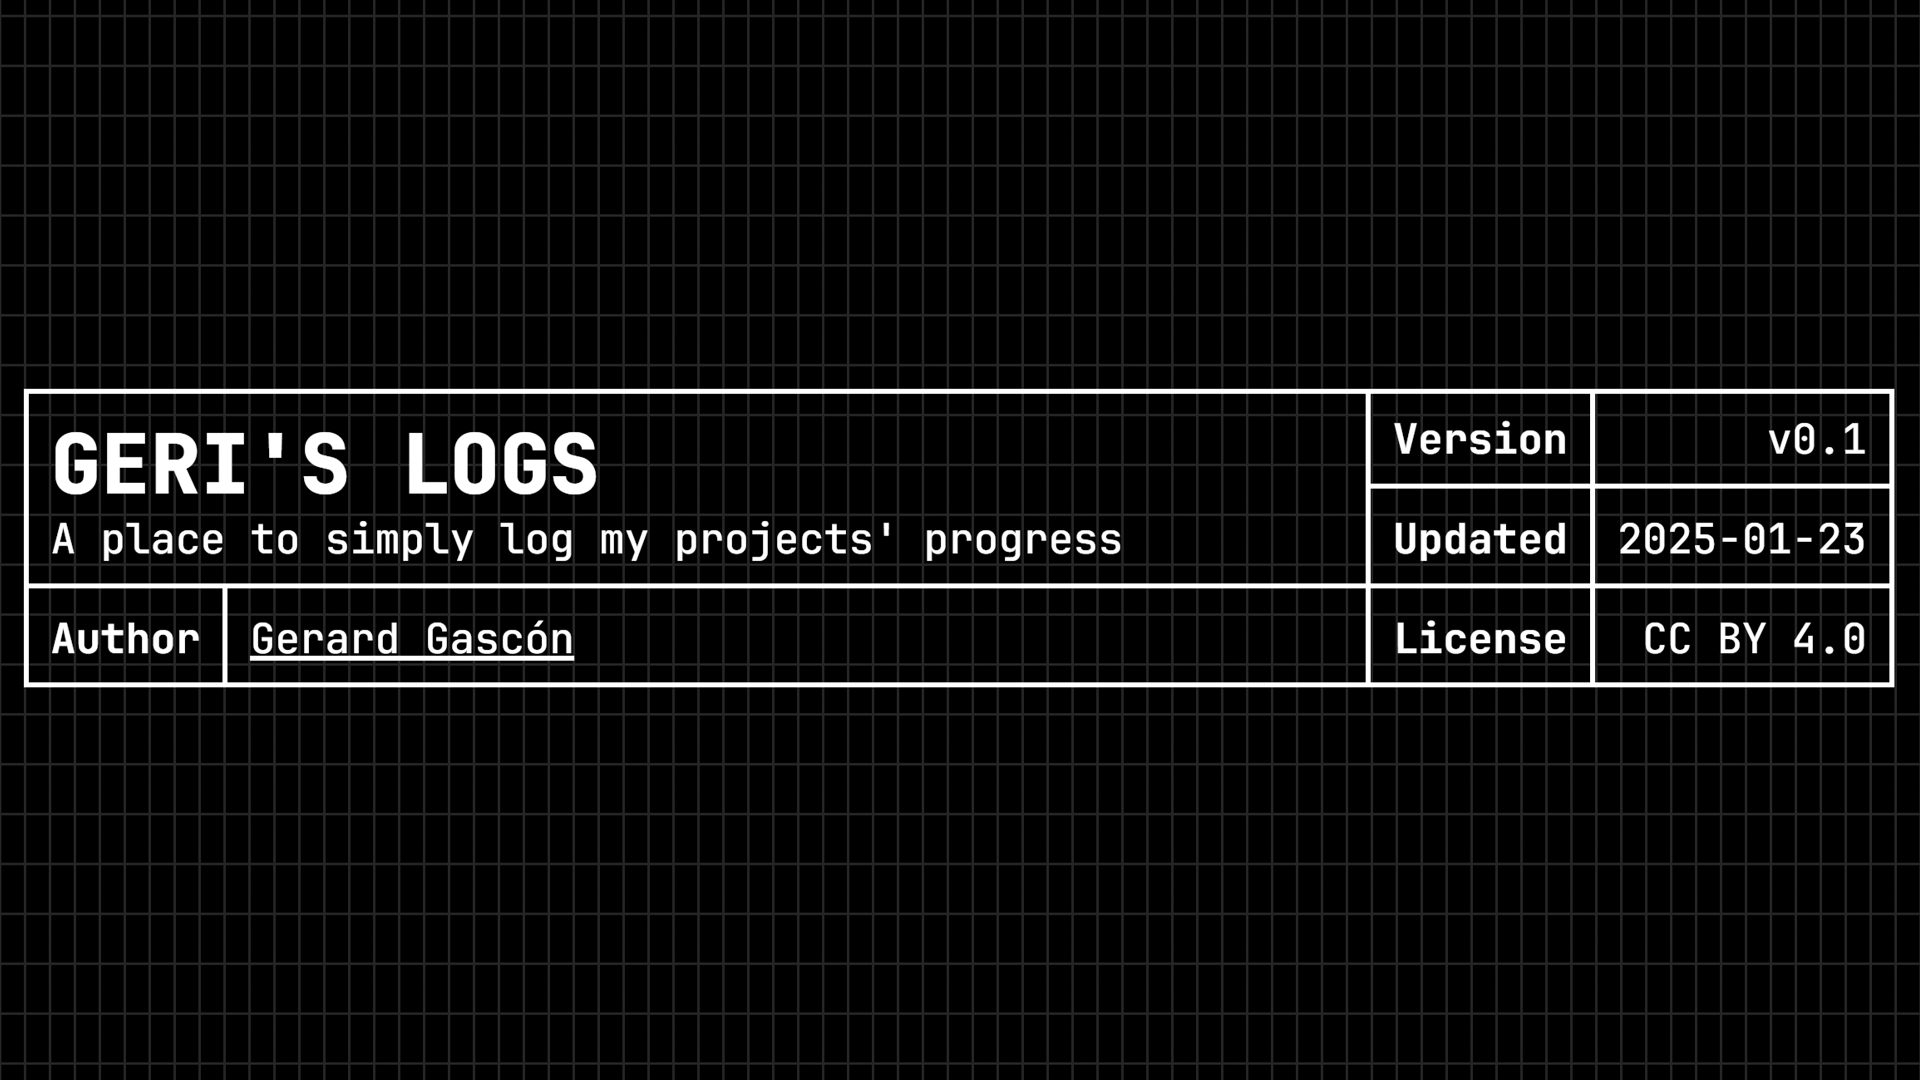 GERI'S LOGS
A place to simply log my projects' progress
Version v0.1
Updated 2025-01-23
Author Gerard Gascón
License CC BY 4.0